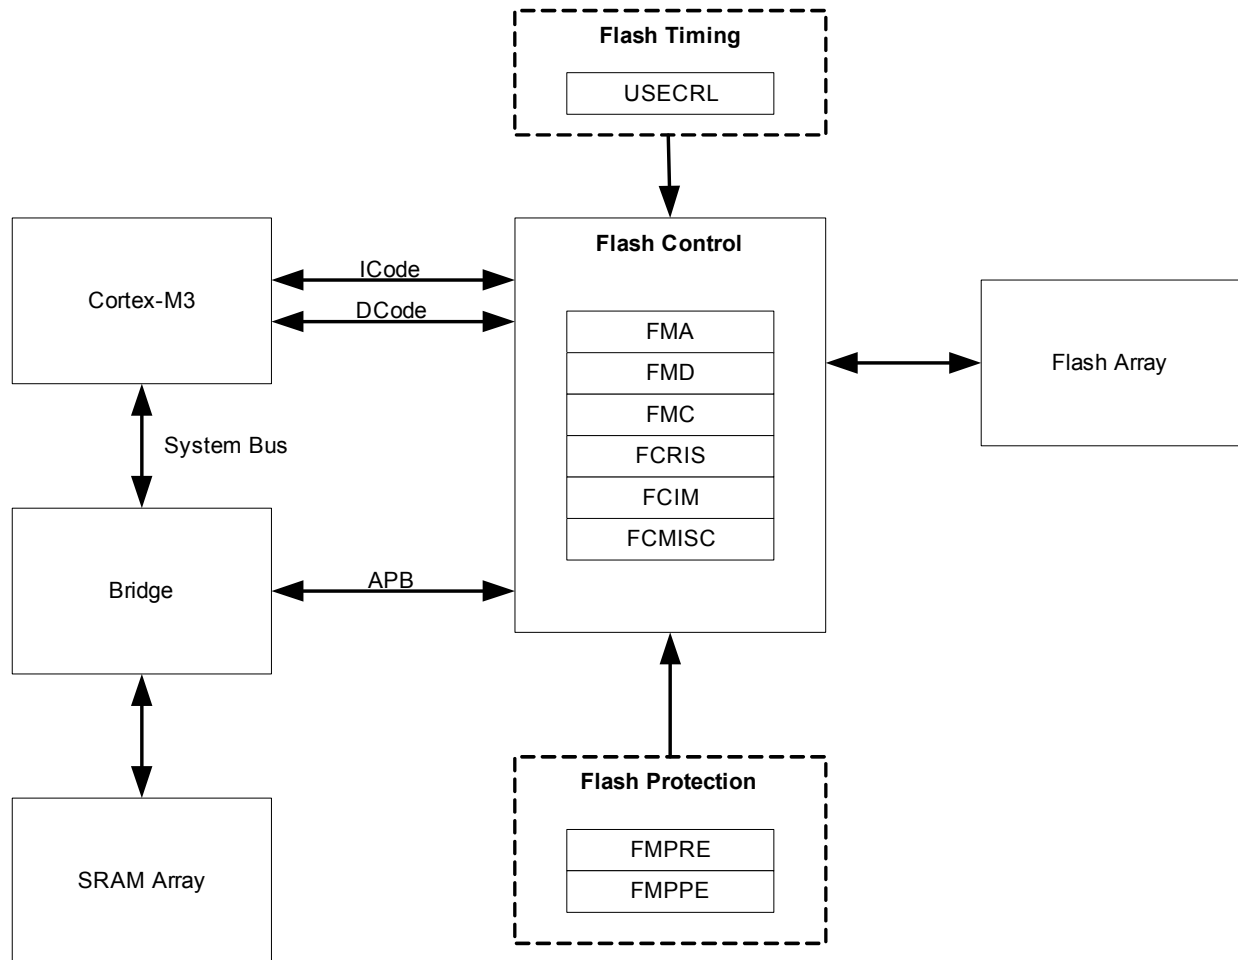 Flash Timing
USECRL
Flash Control
ICode
Cortex-M3
DCode
FMA
FMD
Flash Array
FMC
System Bus
FCRIS
FCIM
FCMISC
APB
Bridge
Flash Protection
FMPRE
SRAM Array
FMPPE